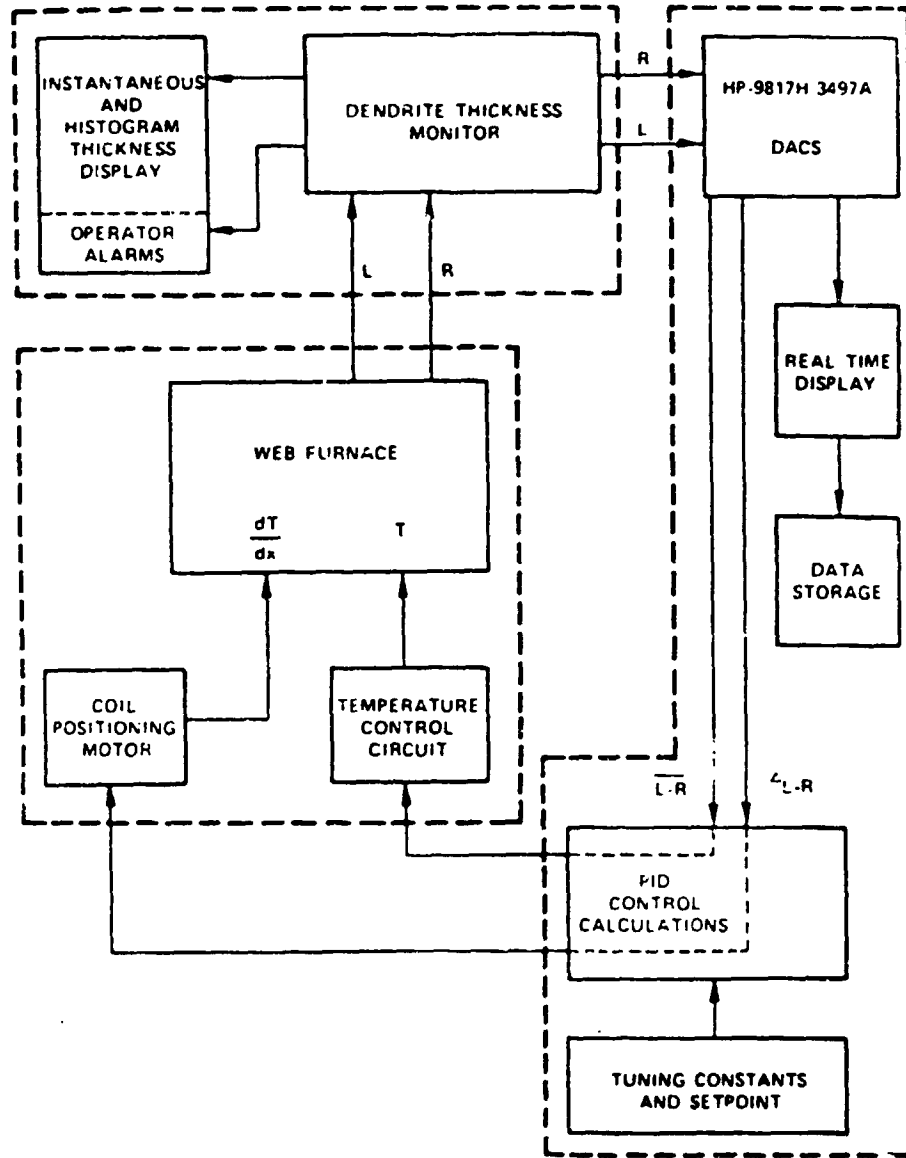 INSTANTANEOUS
AND
HISTOGRAM
THICKNESS
DISPLAY
OPERATOR
ALARMS
DENDRITE THICKNESS
MONITOR
R
L
HP-9817H 3497A
DACS
L
R
REAL TIME
DISPLAY
DATA
STORAGE
WEB FURNACE
dT
dx
T
COIL
POSITIONING
MOTOR
TEMPERATURE
CONTROL
CIRCUIT
L-R
L-R
PID
CONTROL
CALCULATIONS
TUNING CONSTANTS
AND SETPOINT